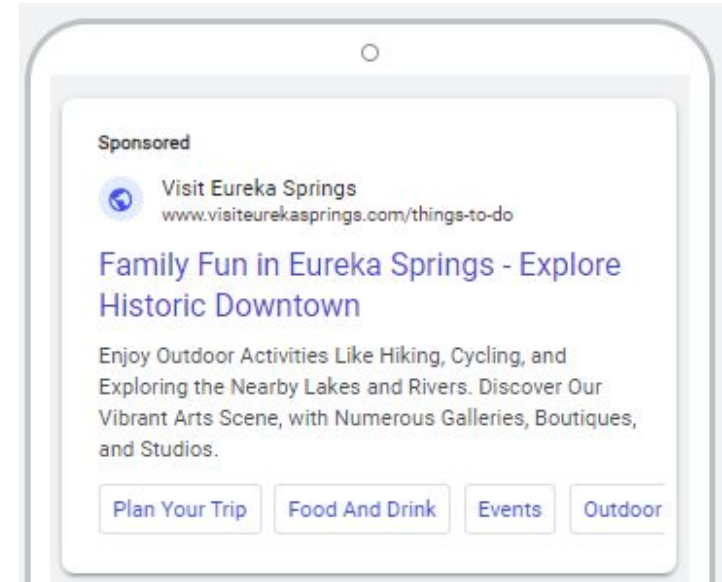 Sponsored
Visit Eureka Springs
www.visiteurekasprings.com/things-to-do
Family Fun in Eureka Springs - Explore
Historic Downtown
Enjoy Outdoor Activities Like Hiking, Cycling, and
Exploring the Nearby Lakes and Rivers. Discover Our
Vibrant Arts Scene, with Numerous Galleries, Boutiques,
and Studios.
Plan Your Trip Food And Drink Events Outdoor